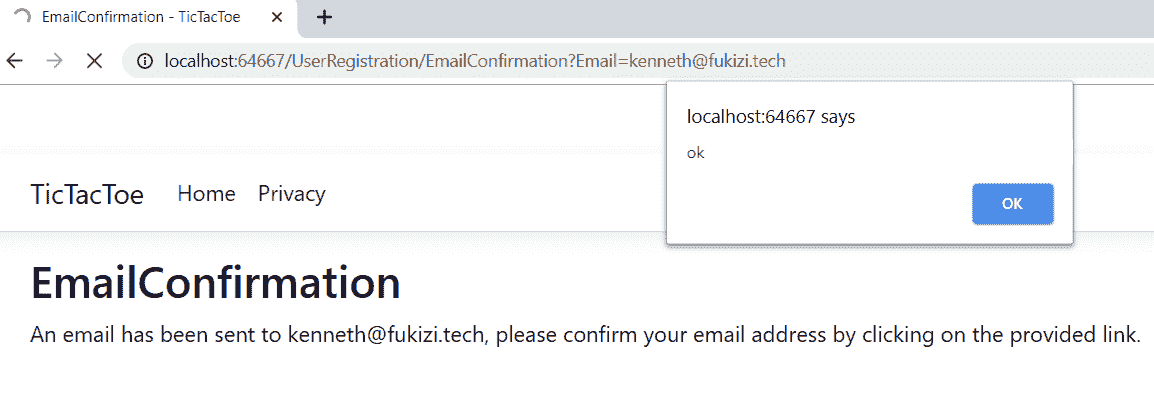 EmailConfirmation - TicTacToe
localhost:64667/UserRegistration/EmailConfirmation?Email=kenneth@fukizi.tech
localhost:64667 says
ok
OK
TicTacToe Home Privacy
EmailConfirmation
An email has been sent to kenneth@fukizi.tech, please confirm your email address by clicking on the provided link.